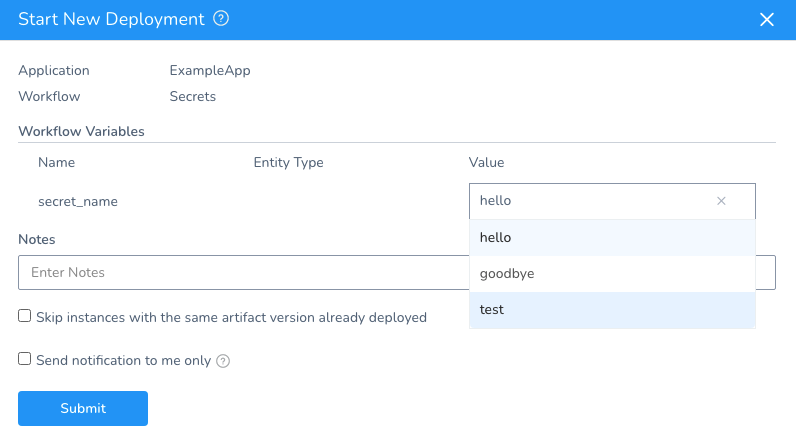 Start New Deployment ?
Application ExampleApp
Workflow Secrets
Workflow Variables
Name Entity Type Value
secret_name hello ×
hello
goodbye
test
Notes
Enter Notes
Skip instances with the same artifact version already deployed
Send notification to me only ?
Submit